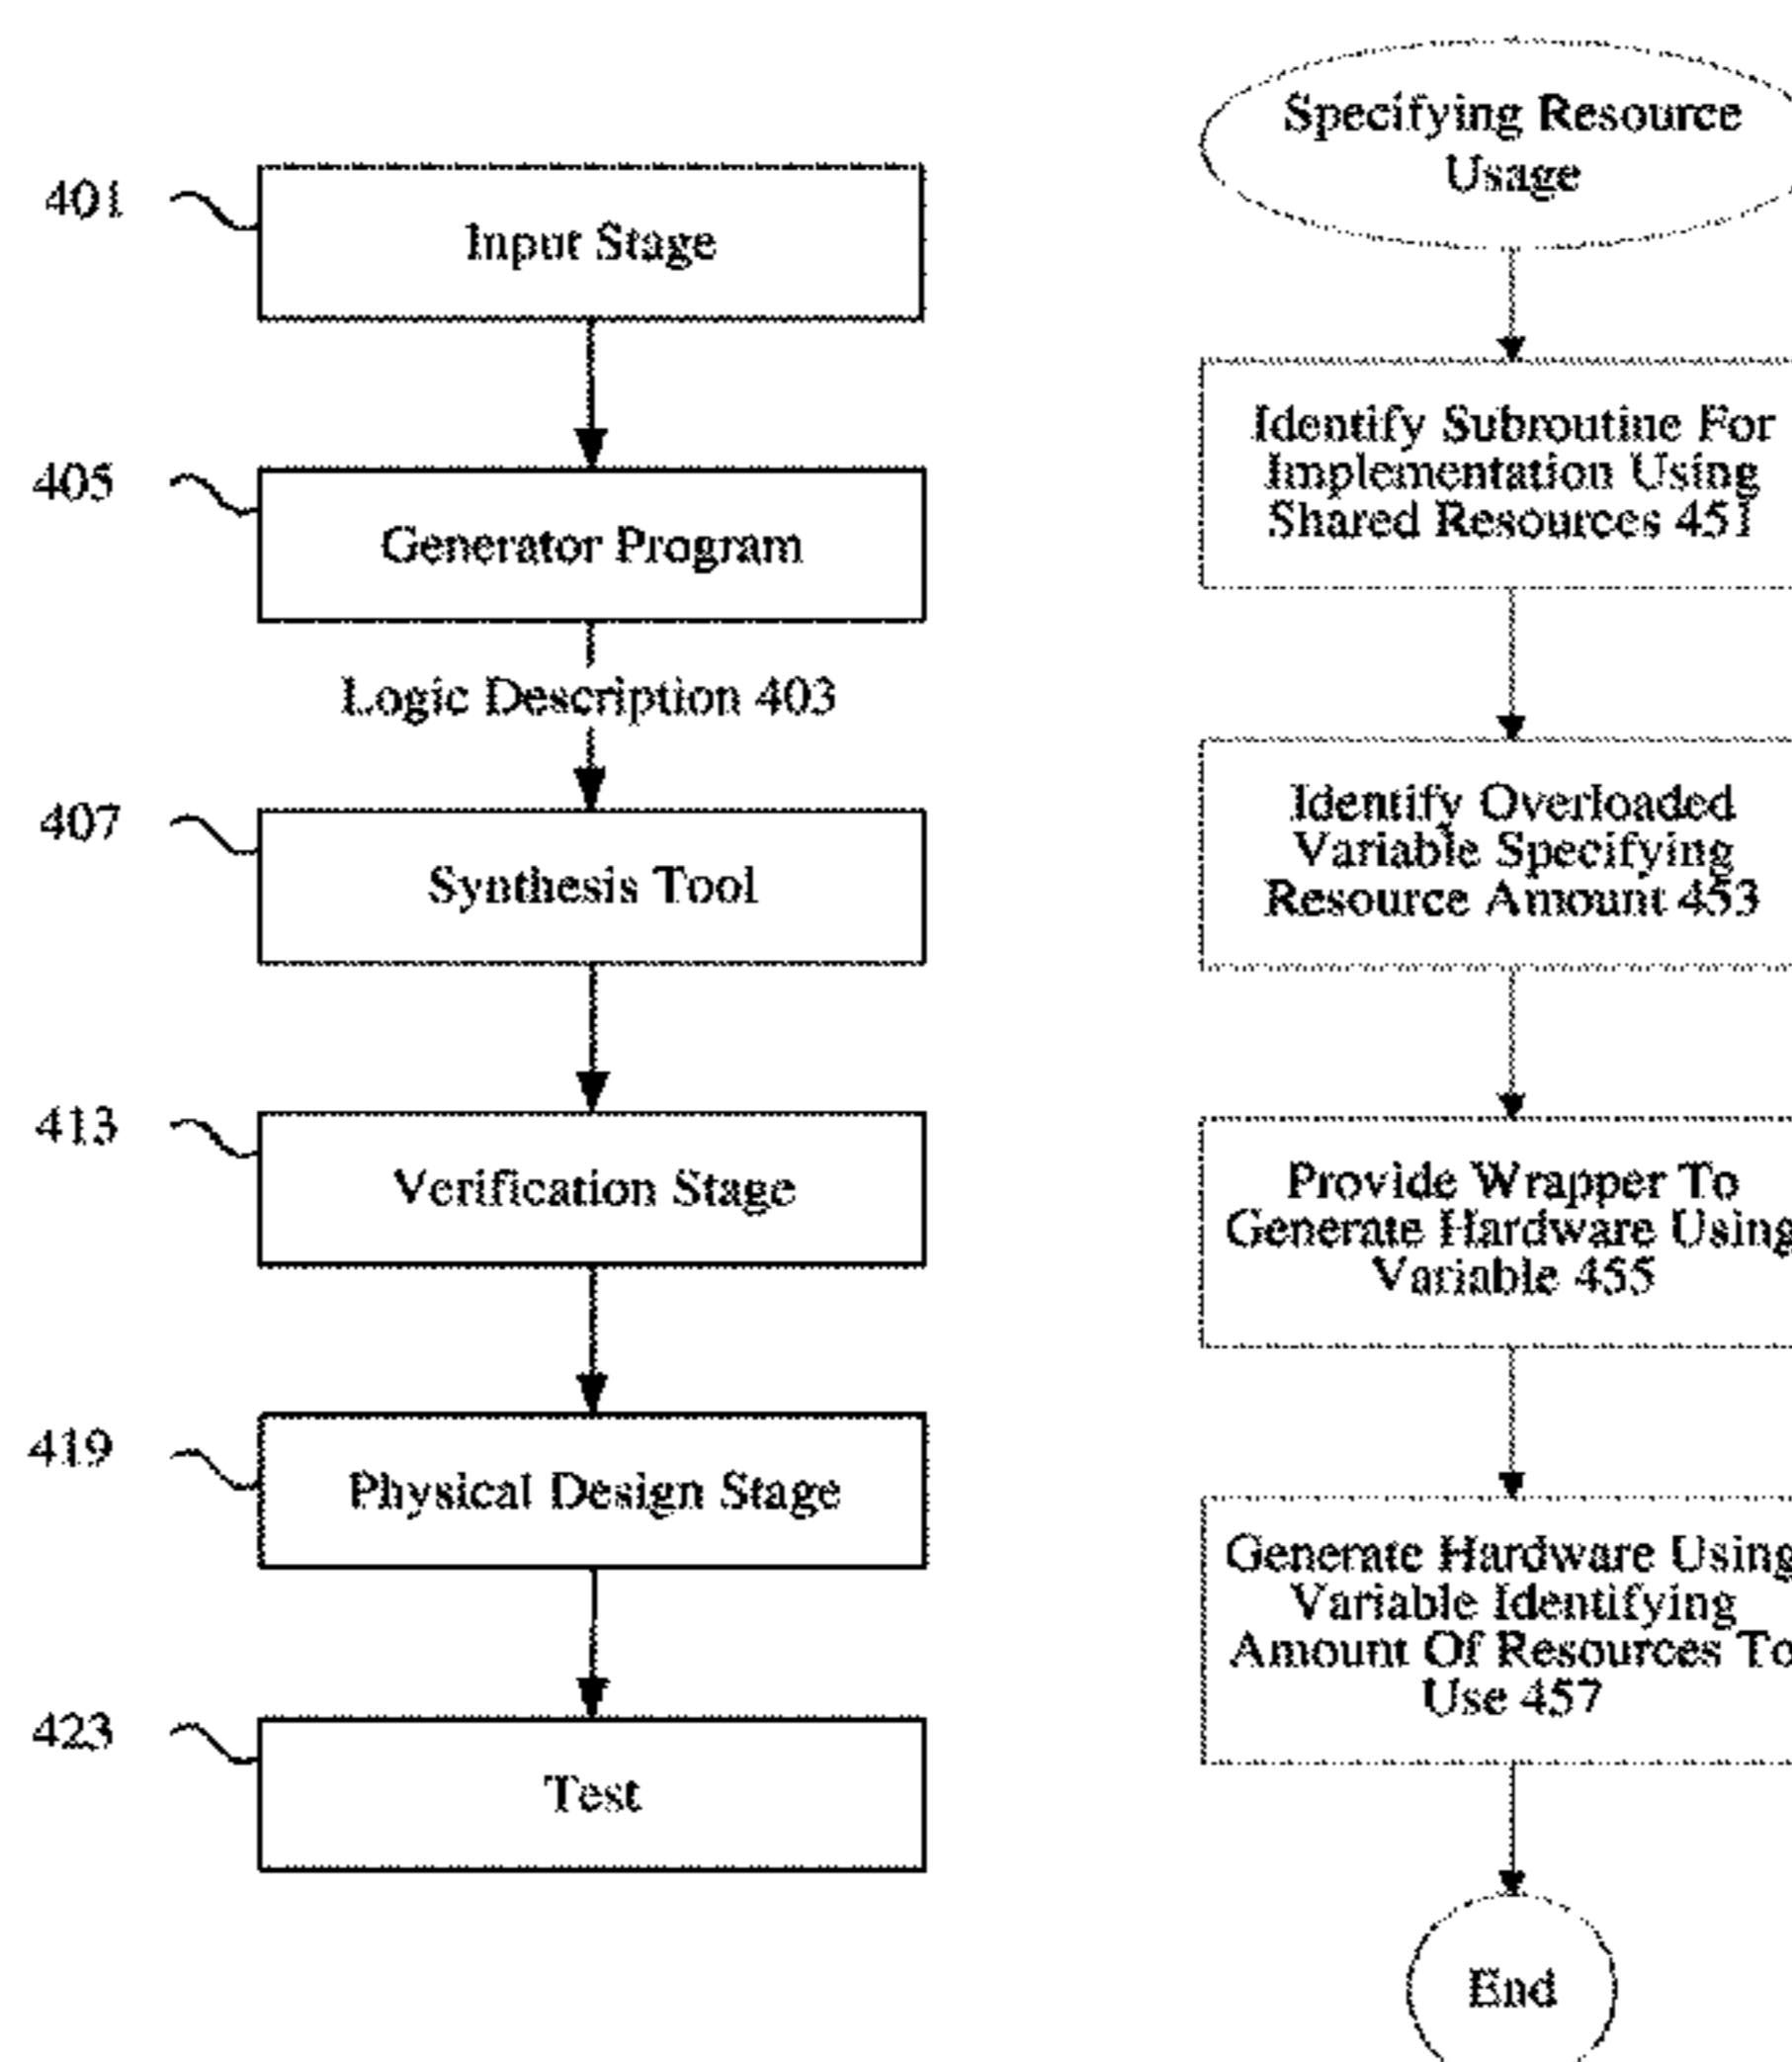 401
Input Stage
405
Generator Program
Logic Description 403
407
Synthesis Tool
413
Verification Stage
419
Physical Design Stage
423
Test
Specifying Resource
Usage
Identify Subroutine For
Implementation Using
Shared Resources 451
Identify Overloaded
Variable Specifying
Resource Amount 453
Provide Wrapper To
Generate Hardware Using
Variable 455
Generate Hardware Using
Variable Identifying
Amount Of Resources To
Use 457
End